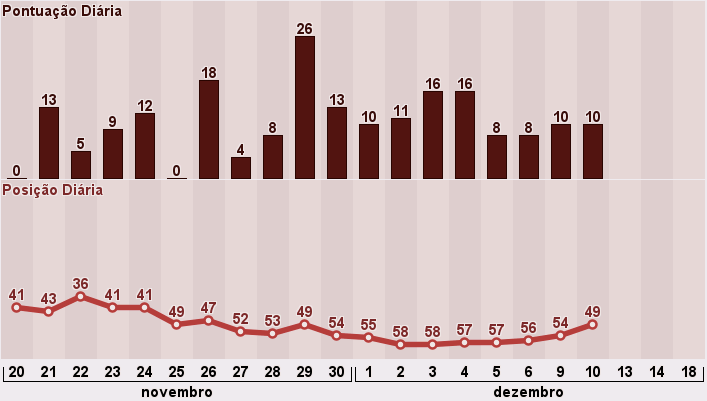 Pontuação Diária
0 13 5 9 12 0 18 4 8 26 13 10 11 16 16 8 8 10 10
Posição Diária
41 43 36 41 41 49 47 52 53 49 54 55 58 58 57 57 56 54 49
20 21 22 23 24 25 26 27 28 29 30 1 2 3 4 5 6 9 10 13 14 18
novembro dezembro